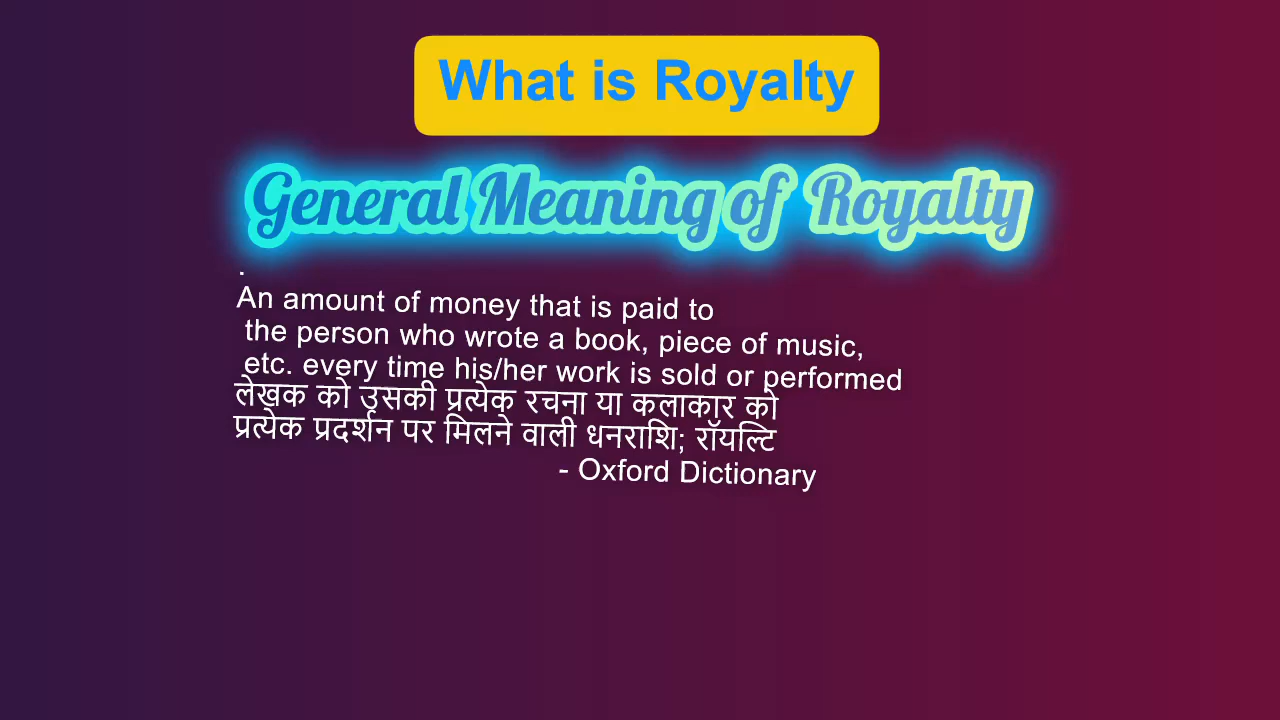 What is Royalty
General Meaning of Royalty
.
An amount of money that is paid to
the person who wrote a book, piece of music,
etc. every time his/her work is sold or performed
लेखक को उसकी प्रत्येक रचना या कलाकार को
प्रत्येक प्रदर्शन पर मिलने वाली धनराशि; रॉयल्टि
- Oxford Dictionary